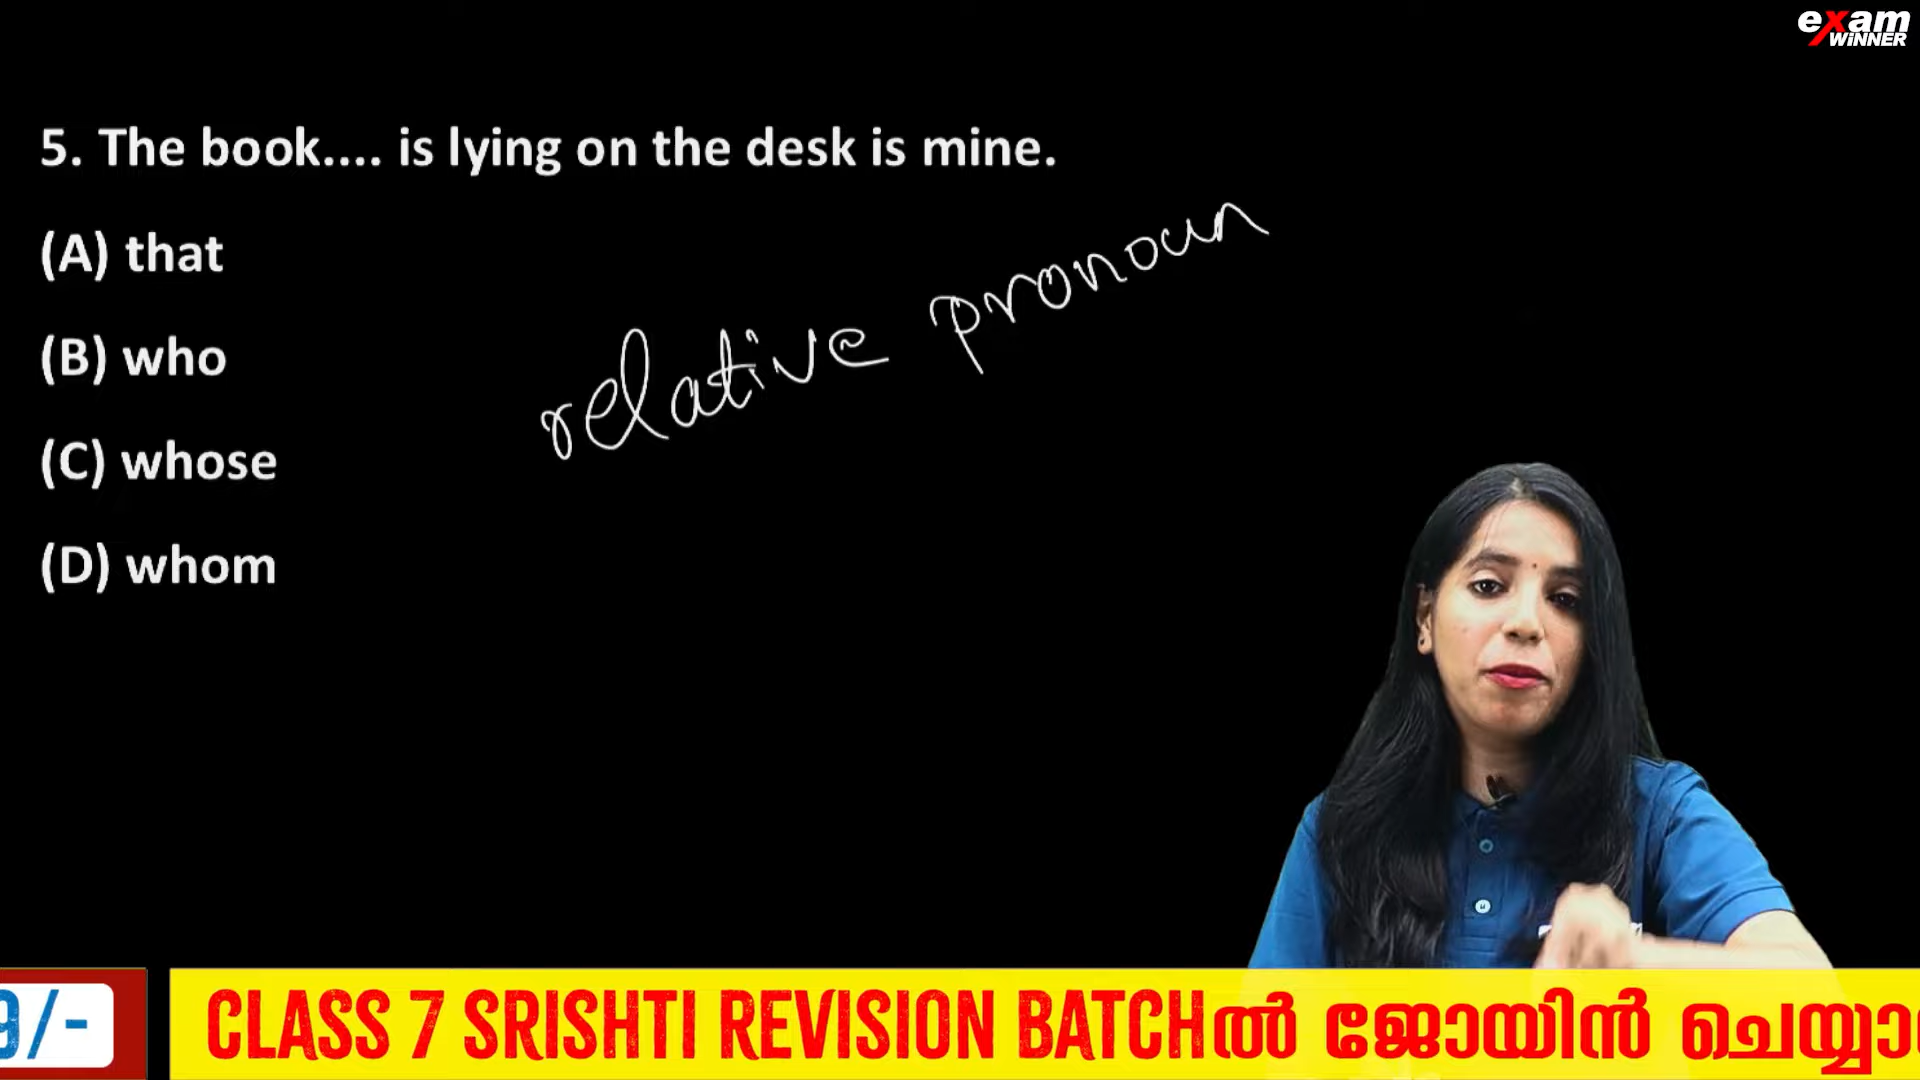 exam
WINNER
5. The book.... is lying on the desk is mine.
(A) that
relative pronoun
(B) who
(C) whose
(D) whom
9/-
CLASS 7 SRISHTI REVISION BATCHൽ ജോയിൻ